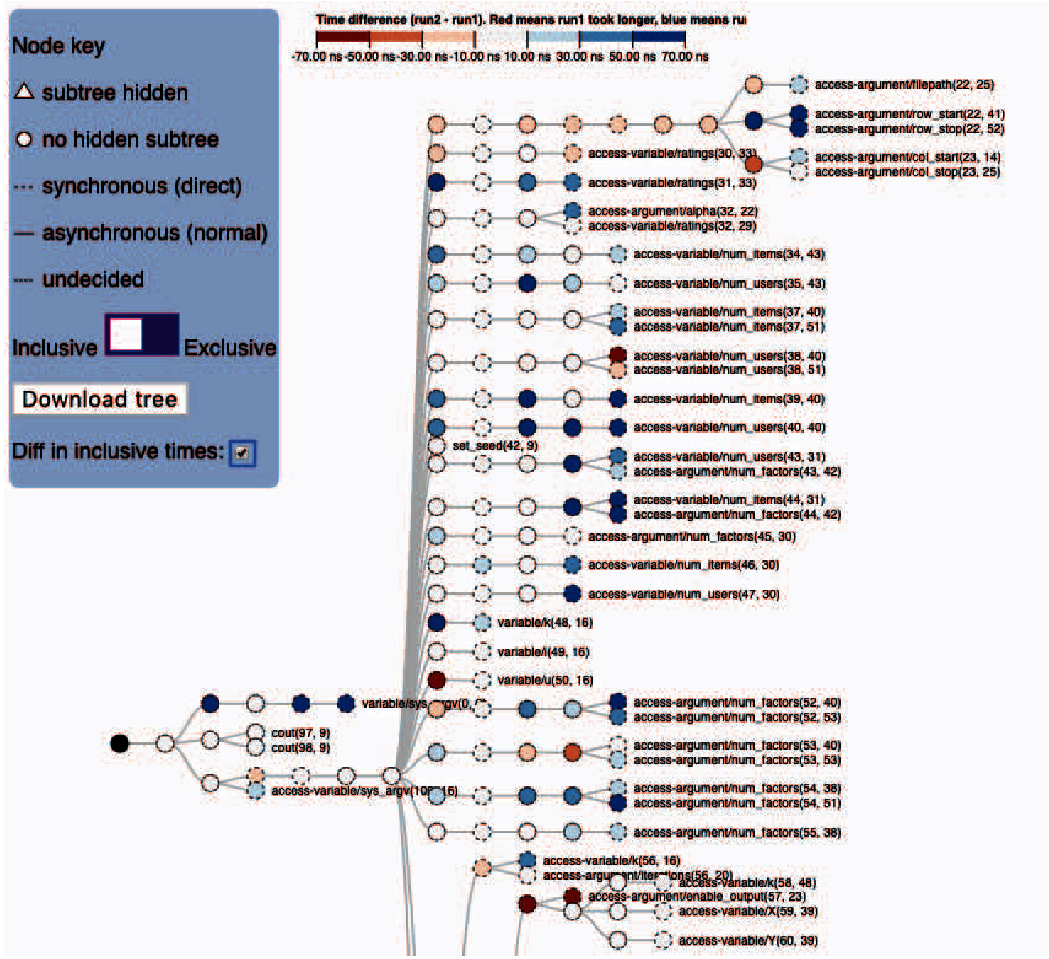 Time difference (run2 - run1). Red means run1 took longer, blue means ru
-70.00 ns -50.00 ns -30.00 ns -10.00 ns 10.00 ns 30.00 ns 50.00 ns 70.00 ns
Node key
subtree hidden
no hidden subtree
synchronous (direct)
asynchronous (normal)
undecided
Inclusive Exclusive
Download tree
Diff in inclusive times:
access-argument/filepath(22, 25)
access-argument/row_start(22, 41)
access-argument/row_stop(22, 52)
access-argument/col_start(23, 14)
access-argument/col_stop(23, 25)
access-variable/ratings(30, 33)
access-variable/ratings(31, 33)
access-argument/alpha(32, 22)
access-variable/ratings(32, 29)
access-variable/num_items(34, 43)
access-variable/num_users(35, 43)
access-variable/num_items(37, 40)
access-variable/num_items(37, 51)
access-variable/num_users(38, 40)
access-variable/num_users(38, 51)
access-variable/num_items(39, 40)
access-variable/num_users(40, 40)
set_seed(42, 9)
access-variable/num_users(43, 31)
access-argument/num_factors(43, 42)
access-variable/num_items(44, 31)
access-argument/num_factors(44, 42)
access-argument/num_factors(45, 30)
access-variable/num_items(46, 30)
access-variable/num_users(47, 30)
variable/k(48, 16)
variable/i(49, 16)
variable/u(50, 16)
variable/sys_argv(0,
access-argument/num_factors(52, 40)
access-argument/num_factors(52, 53)
cout(97, 9)
cout(98, 9)
access-argument/num_factors(53, 40)
access-argument/num_factors(53, 53)
access-variable/sys_argv(10 16)
access-argument/num_factors(54, 38)
access-argument/num_factors(54, 51)
access-argument/num_factors(55, 38)
access-variable/k(56, 16)
access-argument/iterations(56, 20)
access-variable/k(58, 48)
access-argument/enable_output(57, 23)
access-variable/X(59, 39)
access-variable/Y(60, 39)